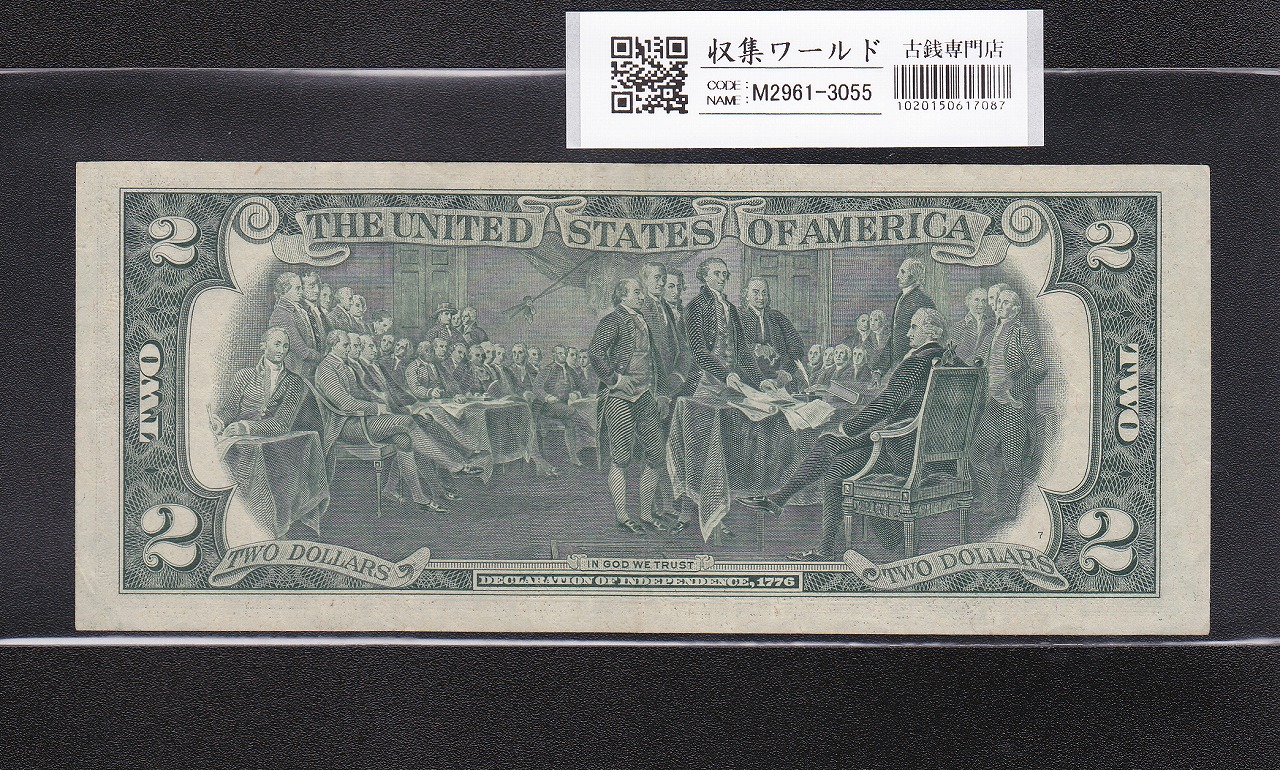 収集ワールド 古銭専門店
CODE NAME : M2961-3055
1020150617087
2 THE UNITED STATES OF AMERICA 2
TWO TWO
7
2 TWO DOLLARS IN GOD WE TRUST TWO DOLLARS 2
DECLARATION OF INDEPENDENCE, 1776